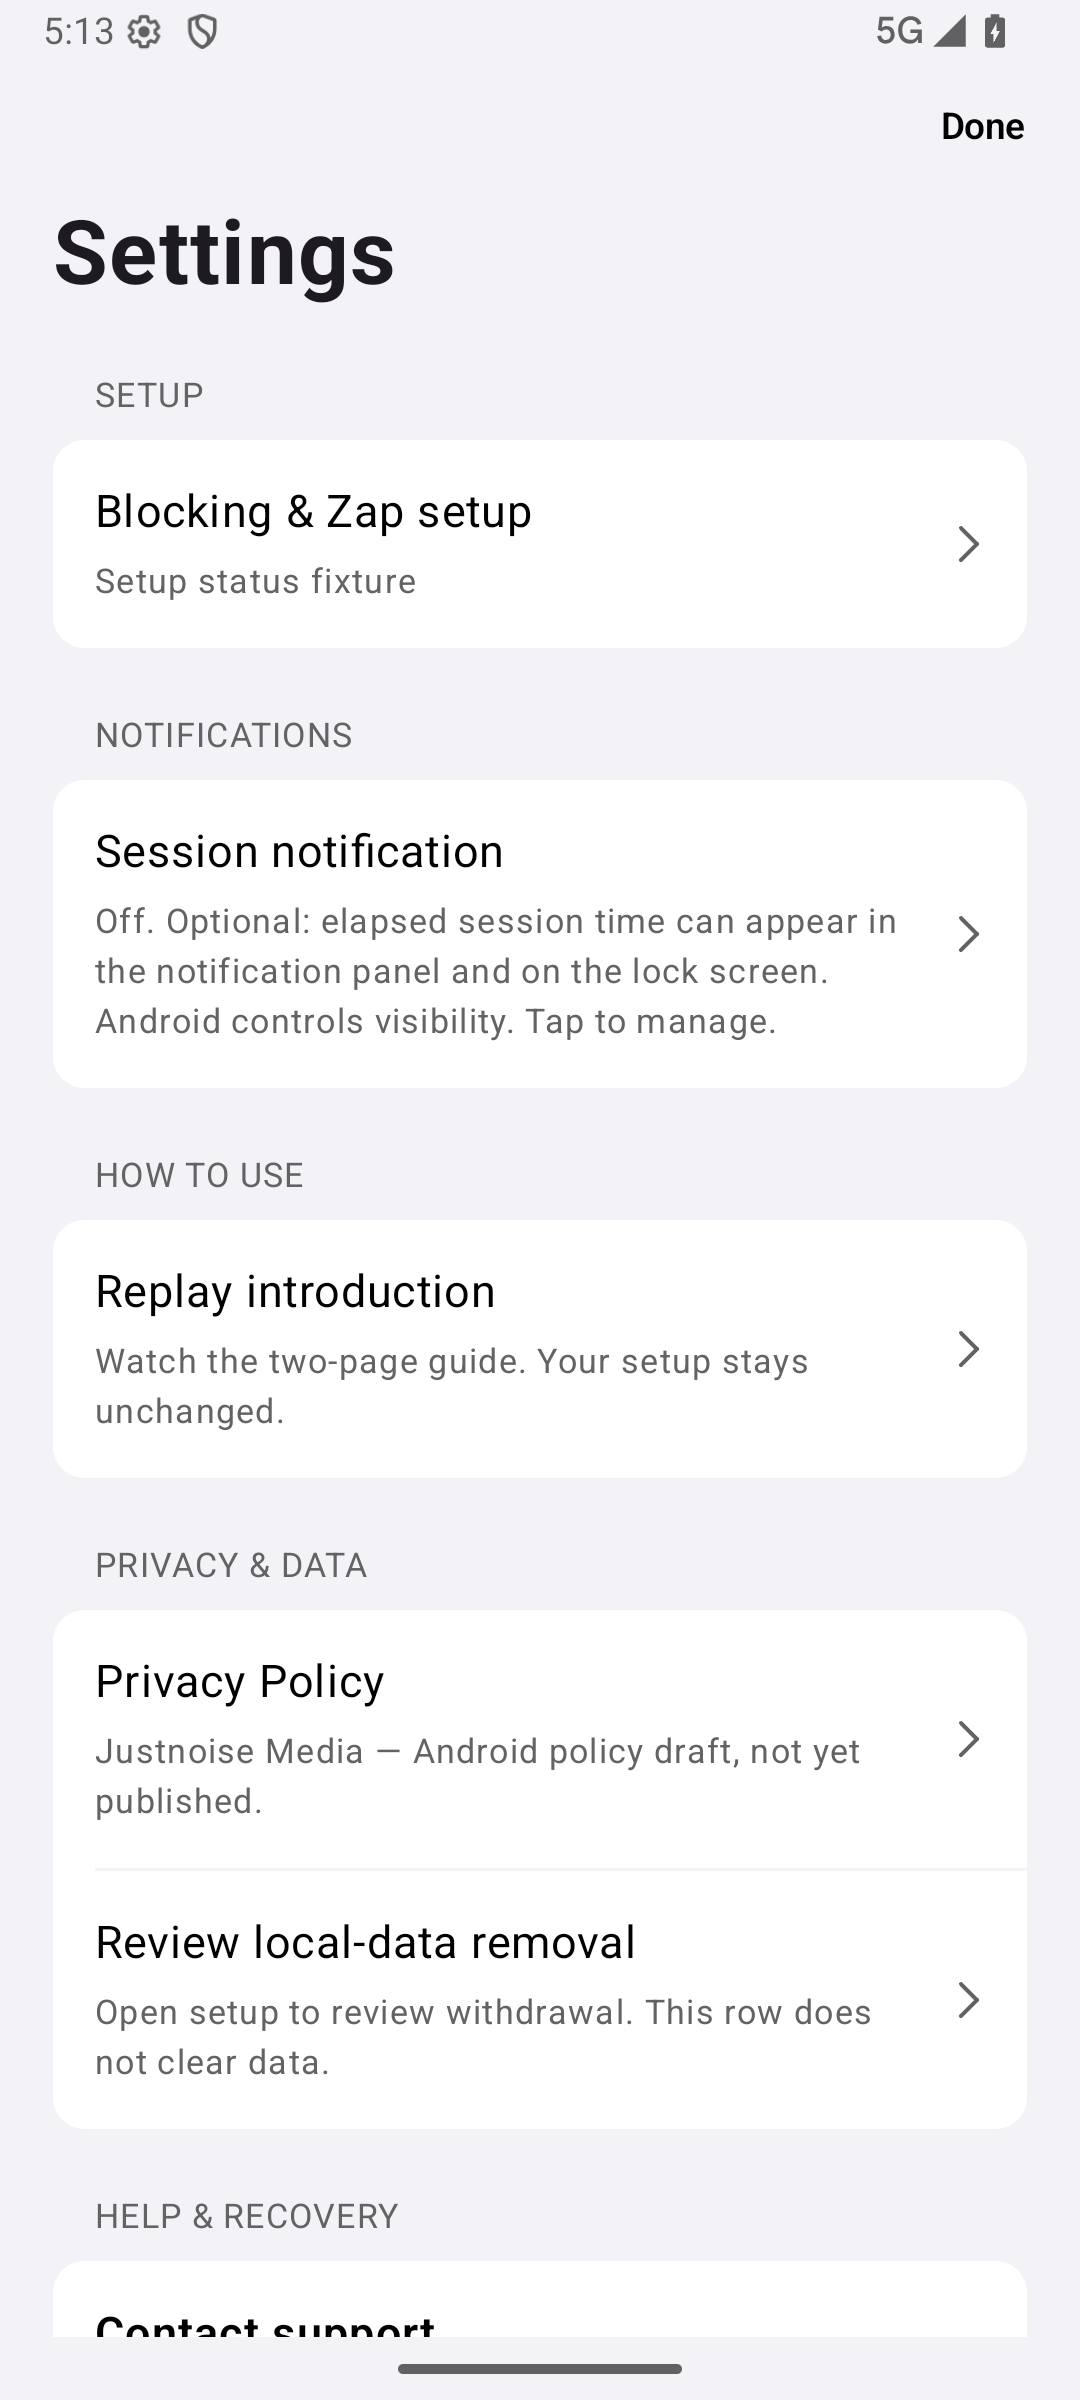 5:13
5G
Done
Settings
SETUP
Blocking & Zap setup
Setup status fixture
NOTIFICATIONS
Session notification
Off. Optional: elapsed session time can appear in
the notification panel and on the lock screen.
Android controls visibility. Tap to manage.
HOW TO USE
Replay introduction
Watch the two-page guide. Your setup stays
unchanged.
PRIVACY & DATA
Privacy Policy
Justnoise Media — Android policy draft, not yet
published.
Review local-data removal
Open setup to review withdrawal. This row does
not clear data.
HELP & RECOVERY
Contact support